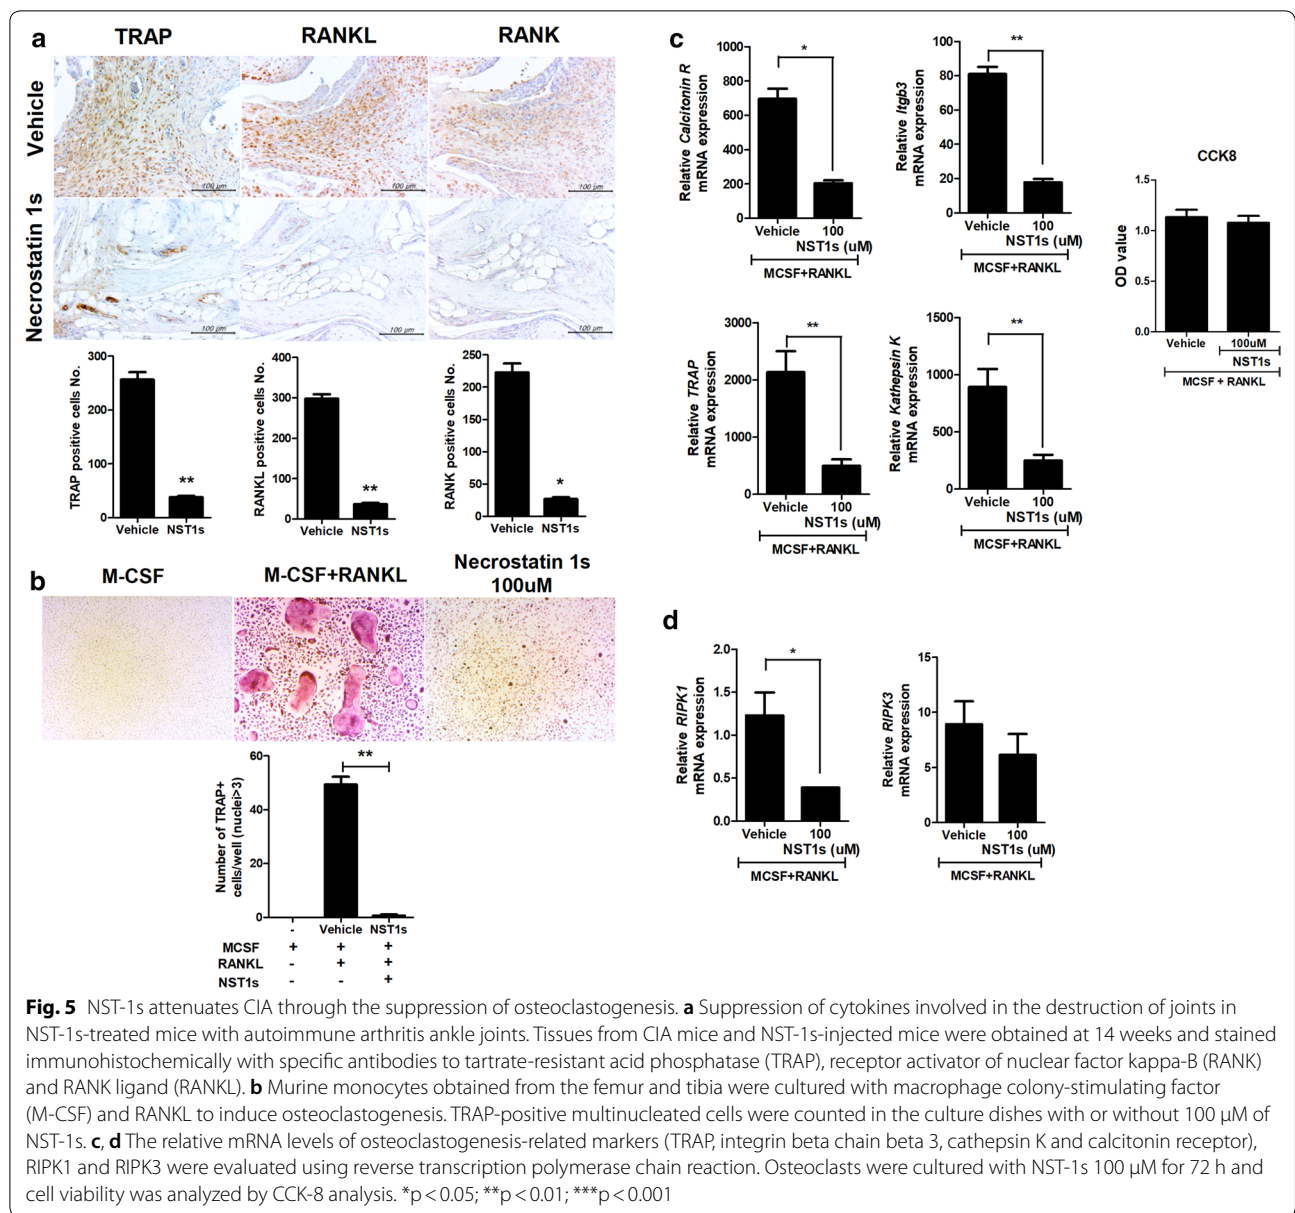 a
TRAP RANKL RANK
Vehicle
100 µm 100 µm 100 µm
Necrostatin 1s
100 µm 100 µm 100 µm
TRAP positive cells No.
300
200
100
0
**
Vehicle NST1s
RANKL positive cells No.
400
300
200
100
0
**
Vehicle NST1s
RANK positive cells No.
250
200
150
100
50
0
*
Vehicle NST1s
b
M-CSF M-CSF+RANKL Necrostatin 1s
100uM
Number of TRAP+
cells/well (nuclei>3)
60
40
20
0
**
- Vehicle NST1s
MCSF + + +
RANKL - + +
NST1s - - +
c
Relative Calcitonin R
mRNA expression
1000
800
600
400
200
0
*
Vehicle 100
NST1s (uM)
MCSF+RANKL
Relative Itgb3
mRNA expression
100
80
60
40
20
0
**
Vehicle 100
NST1s (uM)
MCSF+RANKL
CCK8
OD value
1.5
1.0
0.5
0.0
Vehicle 100uM
NST1s
MCSF + RANKL
Relative TRAP
mRNA expression
3000
2000
1000
0
**
Vehicle 100
NST1s (uM)
MCSF+RANKL
Relative Kathepsin K
mRNA expression
1500
1000
500
0
**
Vehicle 100
NST1s (uM)
MCSF+RANKL
d
Relative RIPK1
mRNA expression
2.0
1.5
1.0
0.5
0.0
*
Vehicle 100
NST1s (uM)
MCSF+RANKL
Relative RIPK3
mRNA expression
15
10
5
0
Vehicle 100
NST1s (uM)
MCSF+RANKL
Fig. 5 NST-1s attenuates CIA through the suppression of osteoclastogenesis. a Suppression of cytokines involved in the destruction of joints in
NST-1s-treated mice with autoimmune arthritis ankle joints. Tissues from CIA mice and NST-1s-injected mice were obtained at 14 weeks and stained
immunohistochemically with specific antibodies to tartrate-resistant acid phosphatase (TRAP), receptor activator of nuclear factor kappa-B (RANK)
and RANK ligand (RANKL). b Murine monocytes obtained from the femur and tibia were cultured with macrophage colony-stimulating factor
(M-CSF) and RANKL to induce osteoclastogenesis. TRAP-positive multinucleated cells were counted in the culture dishes with or without 100 µM of
NST-1s. c, d The relative mRNA levels of osteoclastogenesis-related markers (TRAP, integrin beta chain beta 3, cathepsin K and calcitonin receptor),
RIPK1 and RIPK3 were evaluated using reverse transcription polymerase chain reaction. Osteoclasts were cultured with NST-1s 100 µM for 72 h and
cell viability was analyzed by CCK-8 analysis. *p < 0.05; **p < 0.01; ***p < 0.001